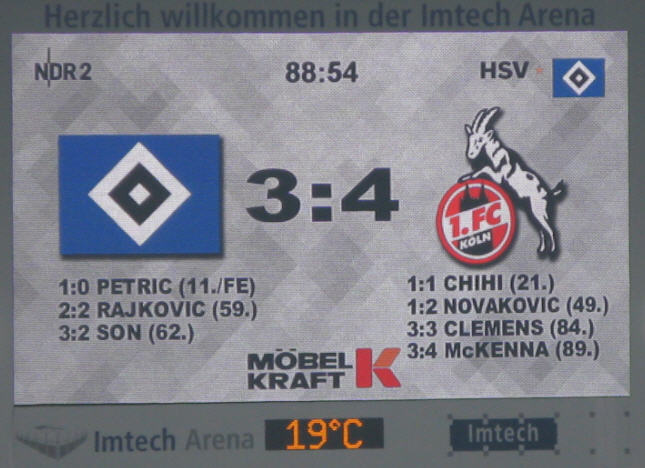 Herzlich willkommen in der Imtech Arena
NDR 2
88:54
HSV
3:4
1. FC
KÖLN
1:0 PETRIC (11./FE)
2:2 RAJKOVIC (59.)
3:2 SON (62.)
1:1 CHIHI (21.)
1:2 NOVAKOVIC (49.)
3:3 CLEMENS (84.)
3:4 McKENNA (89.)
MÖBEL
KRAFT K
Imtech Arena
19°C
Imtech